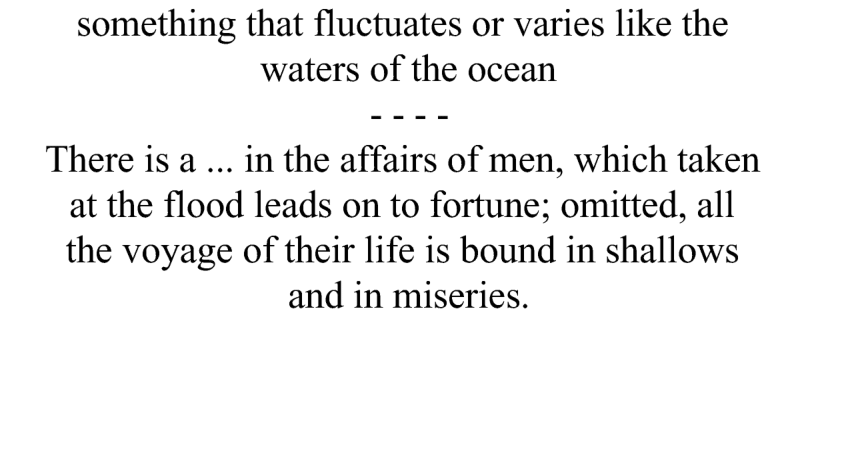 something that fluctuates or varies like the
waters of the ocean
- - - -
There is a ... in the affairs of men, which taken
at the flood leads on to fortune; omitted, all
the voyage of their life is bound in shallows
and in miseries.